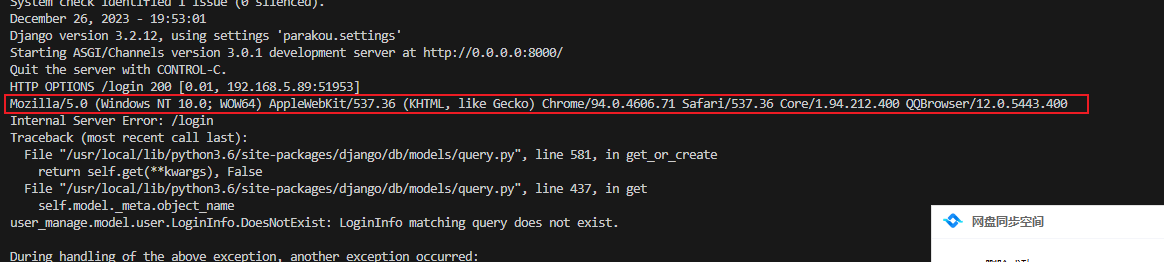 System check identified 1 issue (0 silenced).
December 26, 2023 - 19:53:01
Django version 3.2.12, using settings 'parakou.settings'
Starting ASGI/Channels version 3.0.1 development server at http://0.0.0.0:8000/
Quit the server with CONTROL-C.
HTTP OPTIONS /login 200 [0.01, 192.168.5.89:51953]
Mozilla/5.0 (Windows NT 10.0; WOW64) AppleWebKit/537.36 (KHTML, like Gecko) Chrome/94.0.4606.71 Safari/537.36 Core/1.94.212.400 QQBrowser/12.0.5443.400
Internal Server Error: /login
Traceback (most recent call last):
  File "/usr/local/lib/python3.6/site-packages/django/db/models/query.py", line 581, in get_or_create
    return self.get(**kwargs), False
  File "/usr/local/lib/python3.6/site-packages/django/db/models/query.py", line 437, in get
    self.model._meta.object_name
user_manage.model.user.LoginInfo.DoesNotExist: LoginInfo matching query does not exist.
网盘同步空间
During handling of the above exception, another exception occurred: